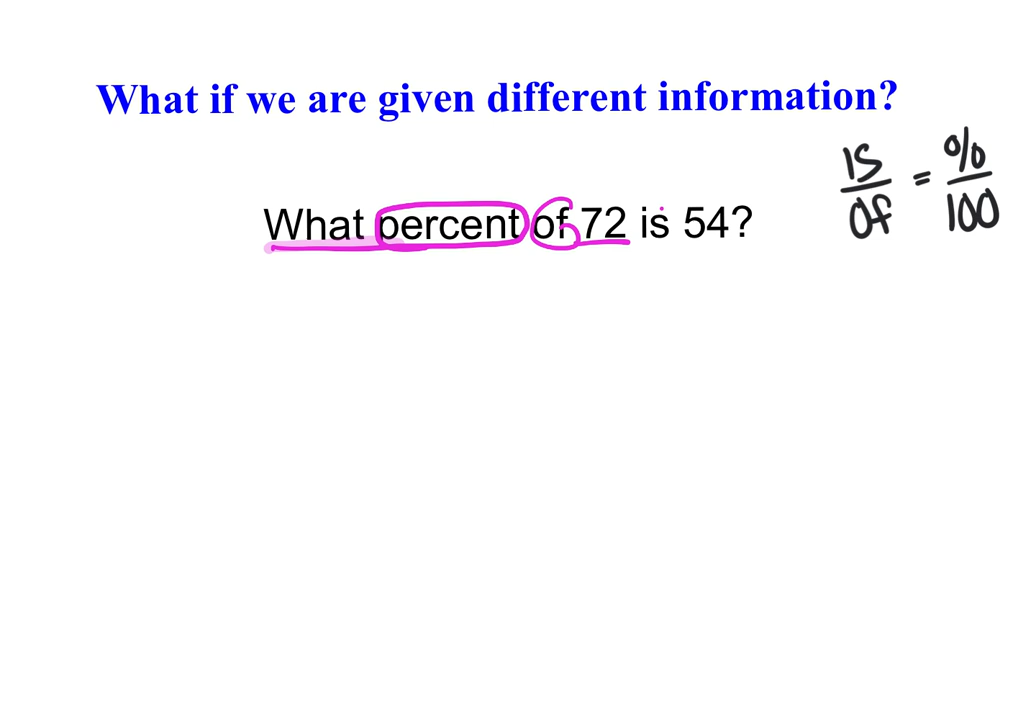 What if we are given different information?
IS = %
Of 100
What percent of 72 is 54?